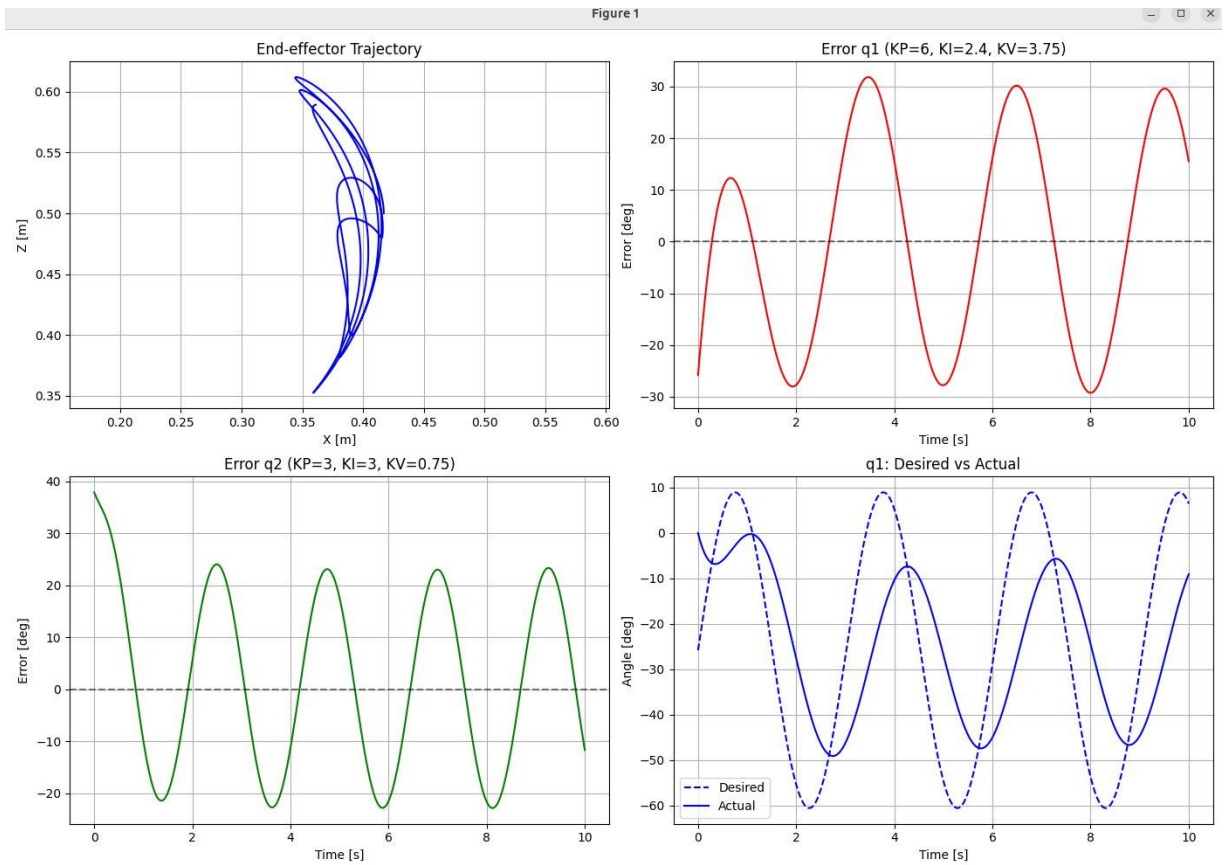 Figure 1
End-effector Trajectory
0.60
0.55
0.50
0.45
0.40
0.35
Z [m]
0.20 0.25 0.30 0.35 0.40 0.45 0.50 0.55 0.60
X [m]
Error q1 (KP=6, KI=2.4, KV=3.75)
30
20
10
0
−10
−20
−30
Error [deg]
0 2 4 6 8 10
Time [s]
Error q2 (KP=3, KI=3, KV=0.75)
40
30
20
10
0
−10
−20
Error [deg]
0 2 4 6 8 10
Time [s]
q1: Desired vs Actual
10
0
−10
−20
−30
−40
−50
−60
Angle [deg]
Desired
Actual
0 2 4 6 8 10
Time [s]